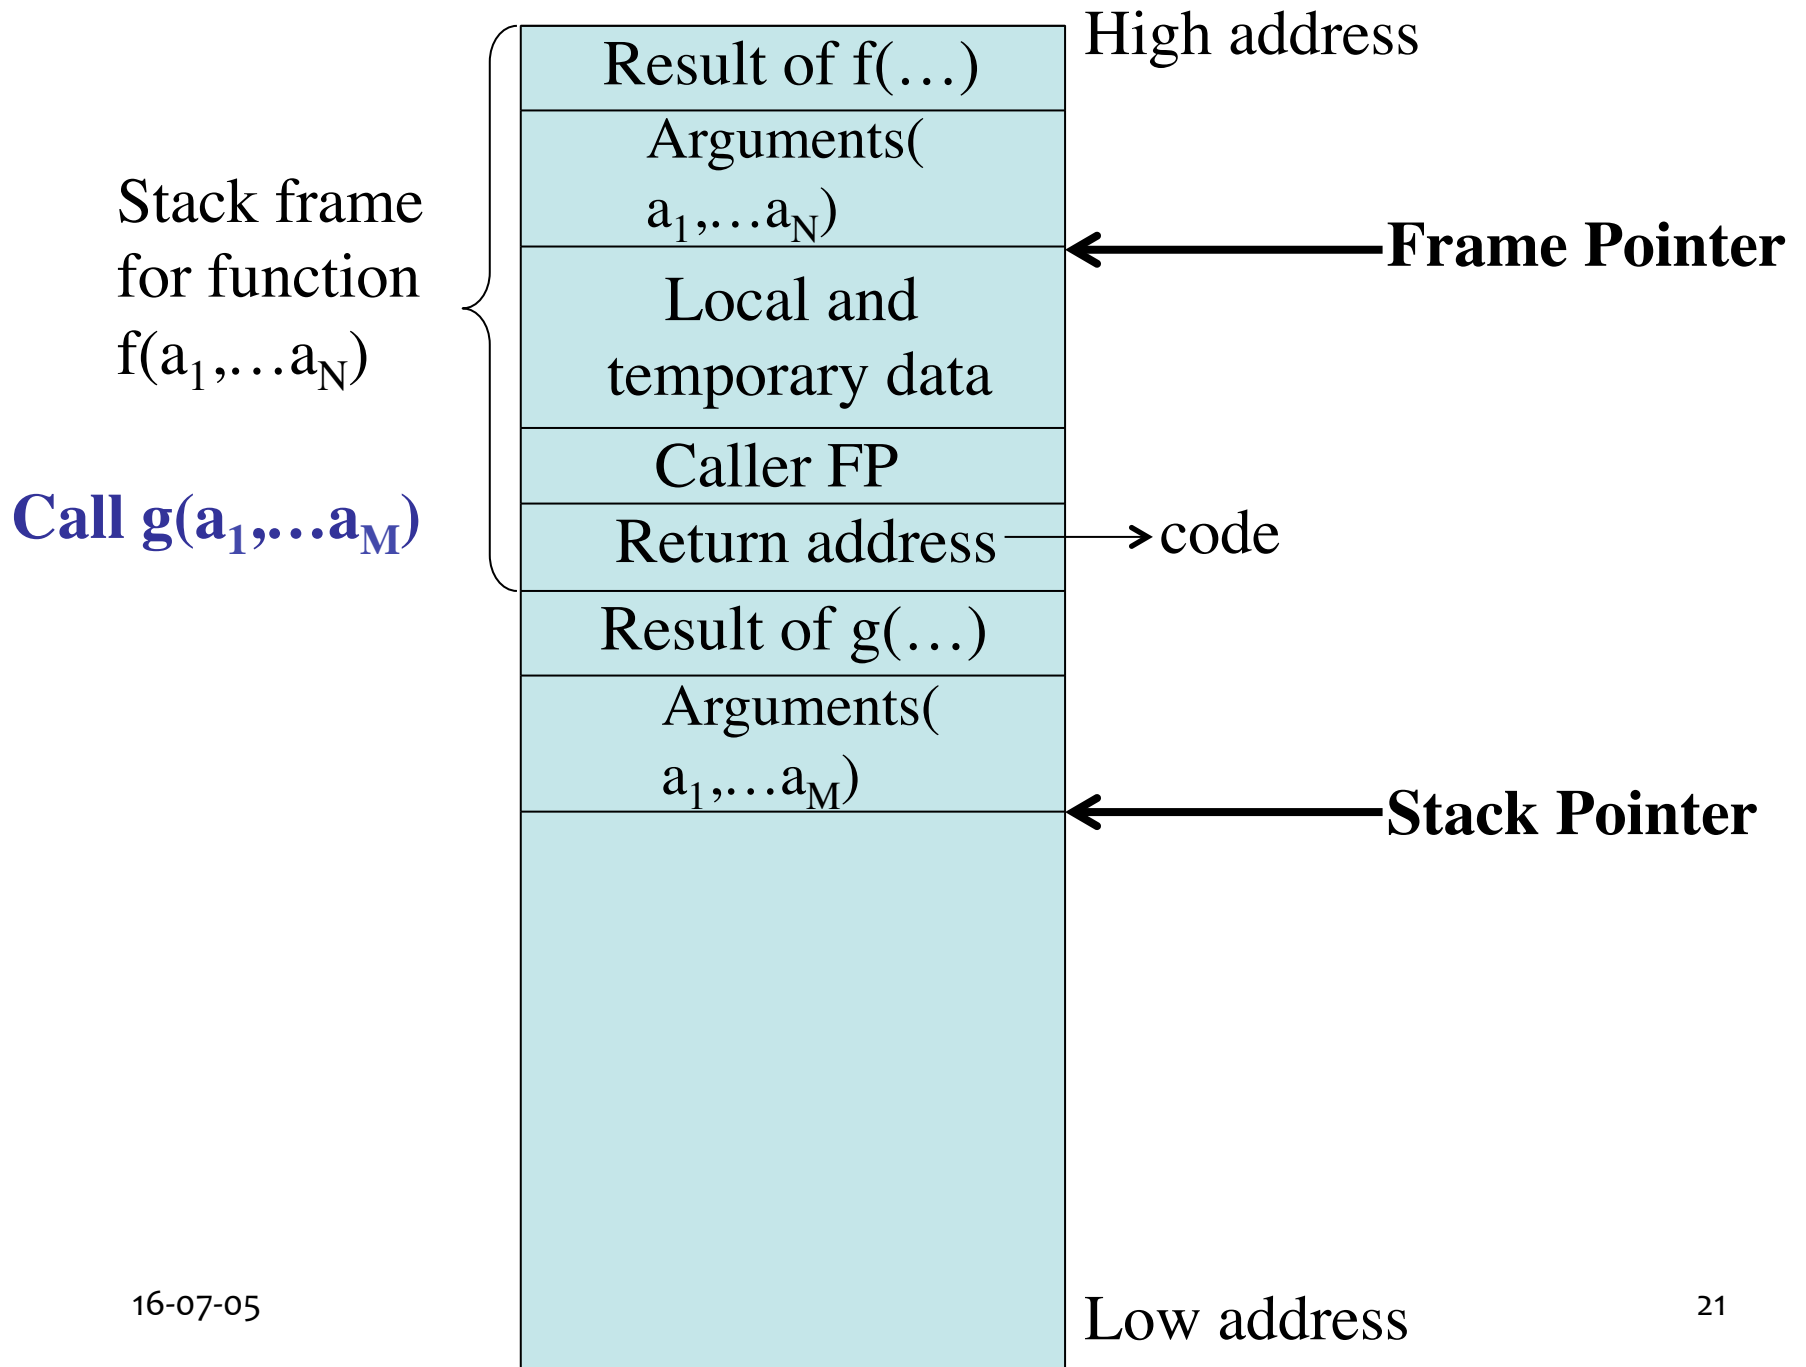 High address
Result of f(…)
Arguments(
a₁,…aN)
Stack frame
for function
f(a₁,…aN)
Frame Pointer
Local and
temporary data
Caller FP
Call g(a₁,…aM)
Return address
code
Result of g(…)
Arguments(
a₁,…aM)
Stack Pointer
16-07-05
Low address
21